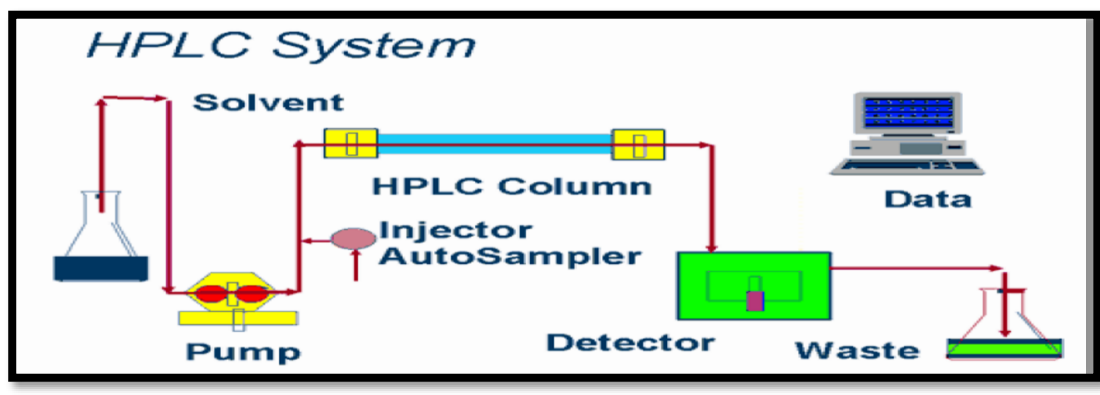 HPLC System
Solvent
HPLC Column
Data
Injector
AutoSampler
Pump
Detector
Waste